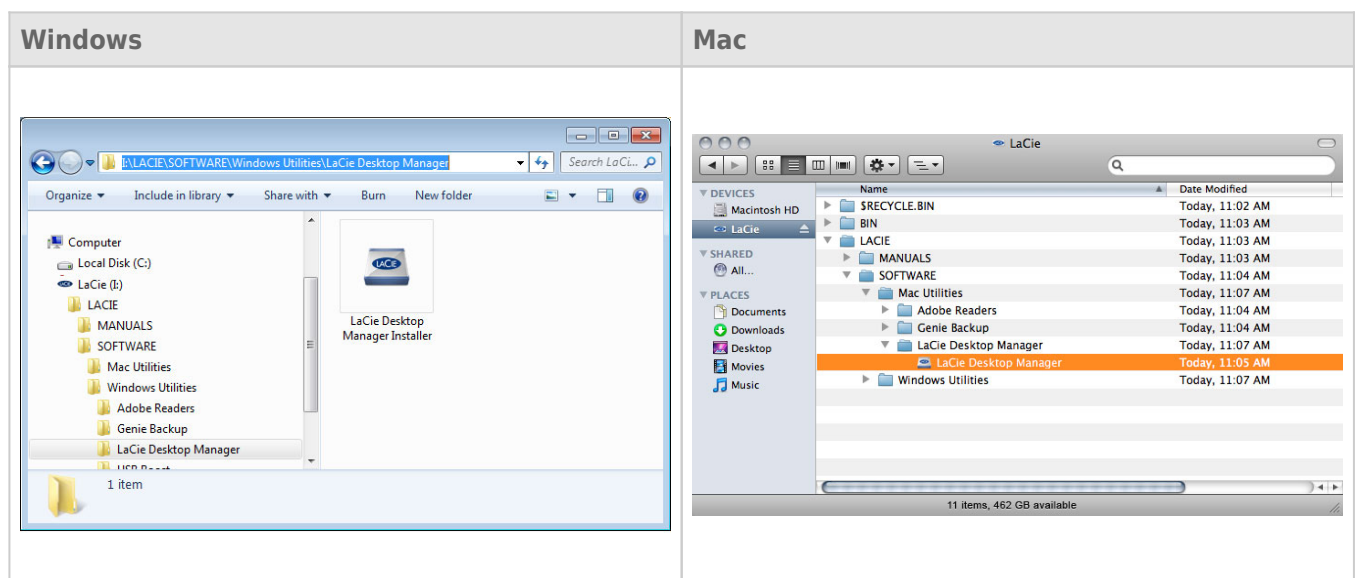 Windows
Mac
I:\LACIE\SOFTWARE\Windows Utilities\LaCie Desktop Manager
Search LaCi...
Organize Include in library Share with Burn New folder
Computer
Local Disk (C:)
LaCie (I:)
LACIE
MANUALS
SOFTWARE
Mac Utilities
Windows Utilities
Adobe Readers
Genie Backup
LaCie Desktop Manager
LACIE
LaCie Desktop
Manager Installer
1 item
LaCie
DEVICES
Macintosh HD
LaCie
SHARED
All...
PLACES
Documents
Downloads
Desktop
Movies
Music
Name Date Modified
$RECYCLE.BIN Today, 11:02 AM
BIN Today, 11:03 AM
LACIE Today, 11:03 AM
MANUALS Today, 11:03 AM
SOFTWARE Today, 11:04 AM
Mac Utilities Today, 11:07 AM
Adobe Readers Today, 11:04 AM
Genie Backup Today, 11:04 AM
LaCie Desktop Manager Today, 11:07 AM
LaCie Desktop Manager Today, 11:05 AM
Windows Utilities Today, 11:07 AM
11 items, 462 GB available